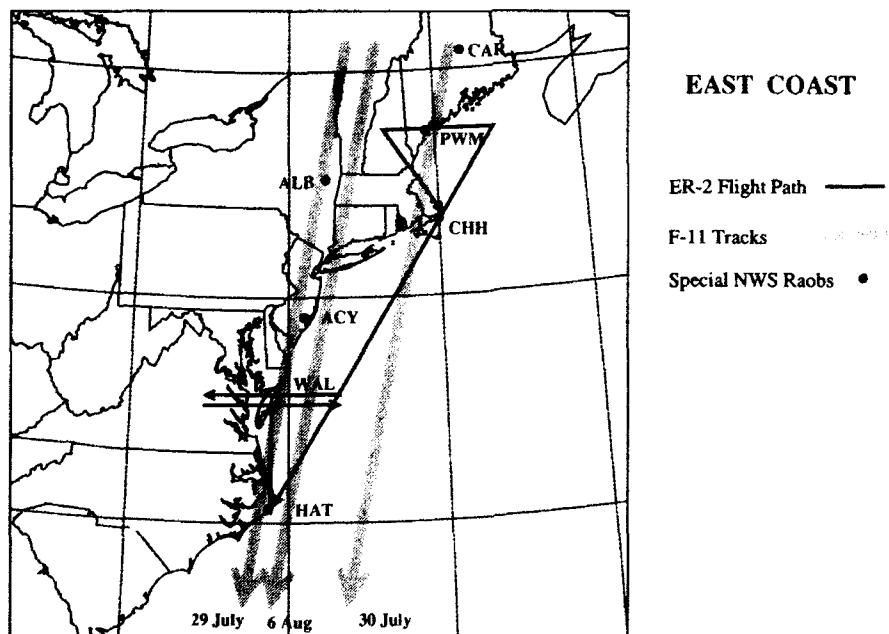 CAR
EAST COAST
PWM
ALB
ER-2 Flight Path
CHH
F-11 Tracks
Special NWS Raobs
ACY
WAL
HAT
29 July
6 Aug
30 July